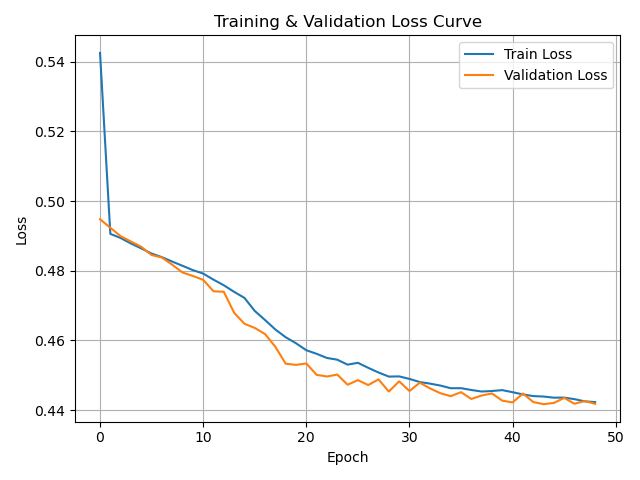 Training & Validation Loss Curve
Train Loss
Validation Loss
0.54
0.52
0.50
0.48
0.46
0.44
Loss
0 10 20 30 40 50
Epoch